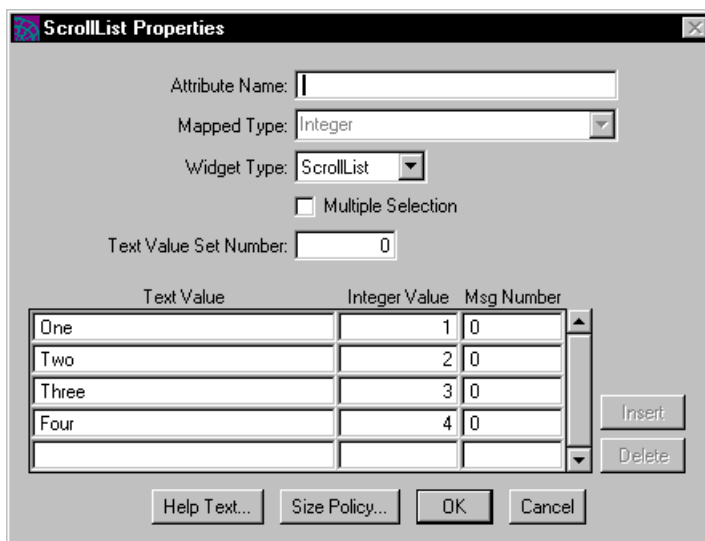 ScrollList Properties
Attribute Name:
Mapped Type: Integer
Widget Type: ScrollList
Multiple Selection
Text Value Set Number: 0
Text Value Integer Value Msg Number
One 1 0
Two 2 0
Three 3 0
Four 4 0
Insert
Delete
Help Text... Size Policy... OK Cancel